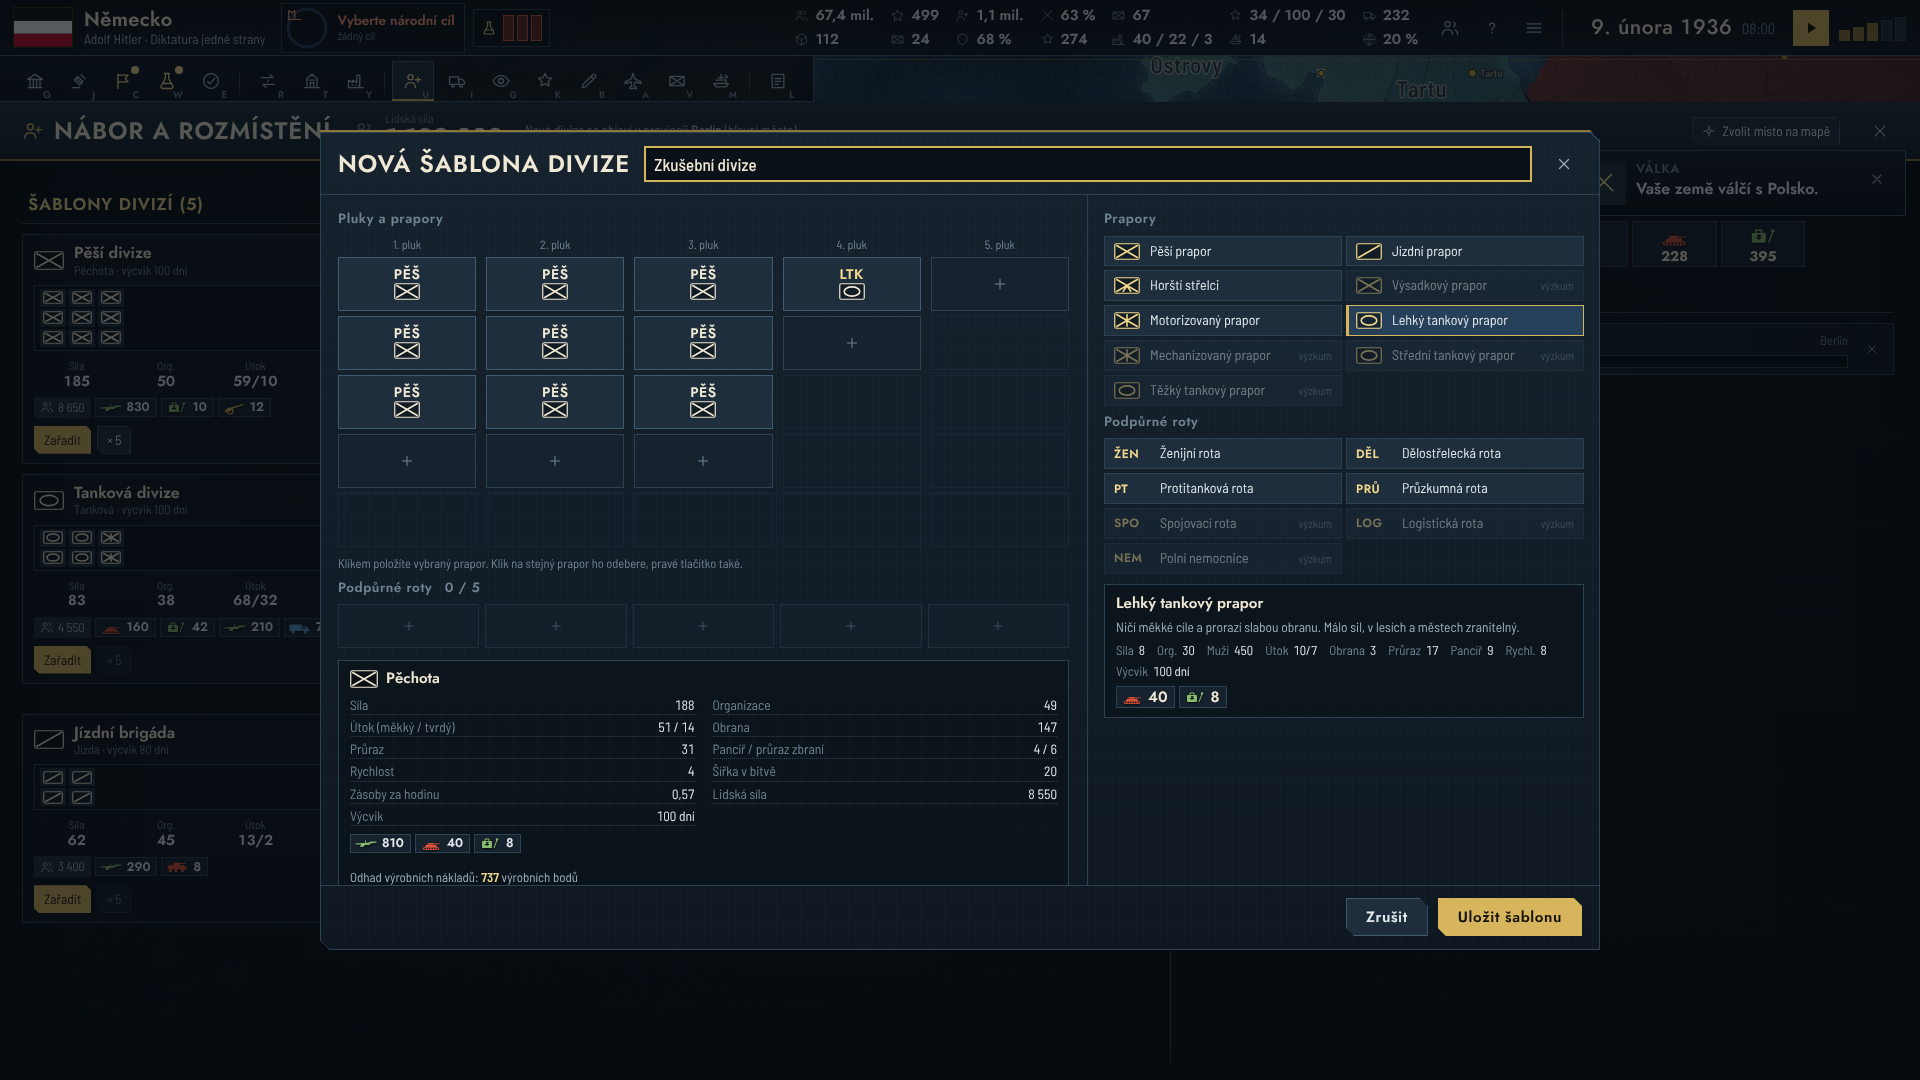 Německo
Adolf Hitler · Diktatura jedné strany
Vyberte národní cíl
žádný cíl
67,4 mil. 499 1,1 mil. 63 % 67 34 / 100 / 30 232
112 24 68 % 274 40 / 22 / 3 14 20 %
9. února 1936 08:00
Q J C W E R T Y U I G K B A V M L
Ostrovy
Tartu
Tartu
NÁBOR A ROZMÍSTĚNÍ
Lidská síla
Zvolit místo na mapě
VÁLKA
Vaše země válčí s Polsko.
228
395
Berlin
ŠABLONY DIVIZÍ (5)
Pěší divize
Pěchota · výcvik 100 dní
Síla Org. Útok
185 50 59/10
8 650 830 10 12
Zařadit × 5
Tanková divize
Tanková · výcvik 100 dní
Síla Org. Útok
83 38 68/32
4 550 160 42 210 7
Zařadit × 5
Jízdní brigáda
Jízda · výcvik 80 dní
Síla Org. Útok
62 45 13/2
3 400 290 8
Zařadit × 5
NOVÁ ŠABLONA DIVIZE
Zkušební divize
Pluky a prapory
1. pluk 2. pluk 3. pluk 4. pluk 5. pluk
PĚŠ PĚŠ PĚŠ LTK +
PĚŠ PĚŠ PĚŠ +
PĚŠ PĚŠ PĚŠ
+ + +
Klikem položíte vybraný prapor. Klik na stejný prapor ho odebere, pravé tlačítko také.
Podpůrné roty 0 / 5
+ + + + +
Pěchota
Síla 188 Organizace 49
Útok (měkký / tvrdý) 51 / 14 Obrana 147
Průraz 31 Pancíř / průraz zbraní 4 / 6
Rychlost 4 Šířka v bitvě 20
Zásoby za hodinu 0,57 Lidská síla 8 550
Výcvik 100 dní
810 40 8
Odhad výrobních nákladů: 737 výrobních bodů
Prapory
Pěší prapor
Jízdní prapor
Horští střelci
Výsadkový prapor výzkum
Motorizovaný prapor
Lehký tankový prapor
Mechanizovaný prapor výzkum
Střední tankový prapor výzkum
Těžký tankový prapor výzkum
Podpůrné roty
ŽEN Ženijní rota
DĚL Dělostřelecká rota
PT Protitanková rota
PRŮ Průzkumná rota
SPO Spojovací rota výzkum
LOG Logistická rota výzkum
NEM Polní nemocnice výzkum
Lehký tankový prapor
Ničí měkké cíle a prorazí slabou obranu. Málo sil, v lesích a městech zranitelný.
Síla 8 Org. 30 Muži 450 Útok 10/7 Obrana 3 Průraz 17 Pancíř 9 Rychl. 8
Výcvik 100 dní
40 8
Zrušit
Uložit šablonu